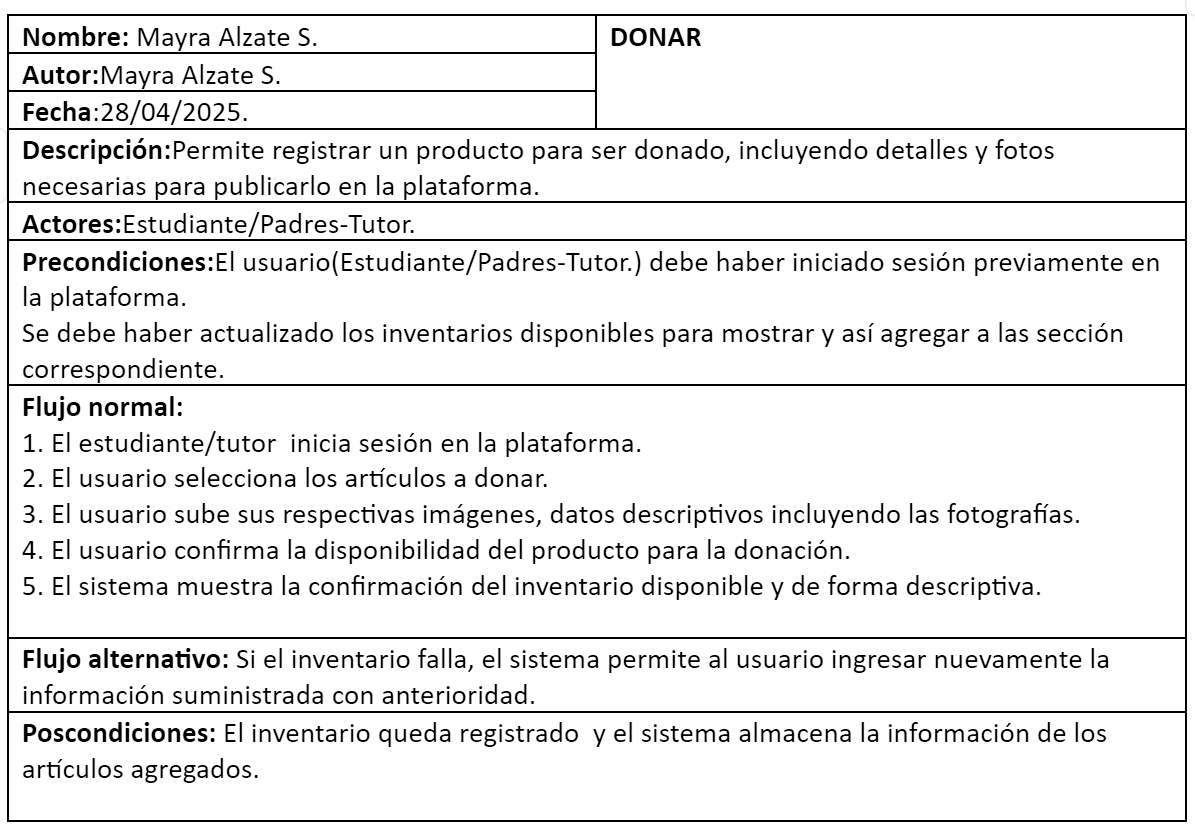 Nombre: Mayra Alzate S.
DONAR
Autor:Mayra Alzate S.
Fecha:28/04/2025.
Descripción:Permite registrar un producto para ser donado, incluyendo detalles y fotos
necesarias para publicarlo en la plataforma.
Actores:Estudiante/Padres-Tutor.
Precondiciones:El usuario(Estudiante/Padres-Tutor.) debe haber iniciado sesión previamente en
la plataforma.
Se debe haber actualizado los inventarios disponibles para mostrar y así agregar a las sección
correspondiente.
Flujo normal:
1. El estudiante/tutor  inicia sesión en la plataforma.
2. El usuario selecciona los artículos a donar.
3. El usuario sube sus respectivas imágenes, datos descriptivos incluyendo las fotografías.
4. El usuario confirma la disponibilidad del producto para la donación.
5. El sistema muestra la confirmación del inventario disponible y de forma descriptiva.
Flujo alternativo: Si el inventario falla, el sistema permite al usuario ingresar nuevamente la
información suministrada con anterioridad.
Poscondiciones: El inventario queda registrado  y el sistema almacena la información de los
artículos agregados.